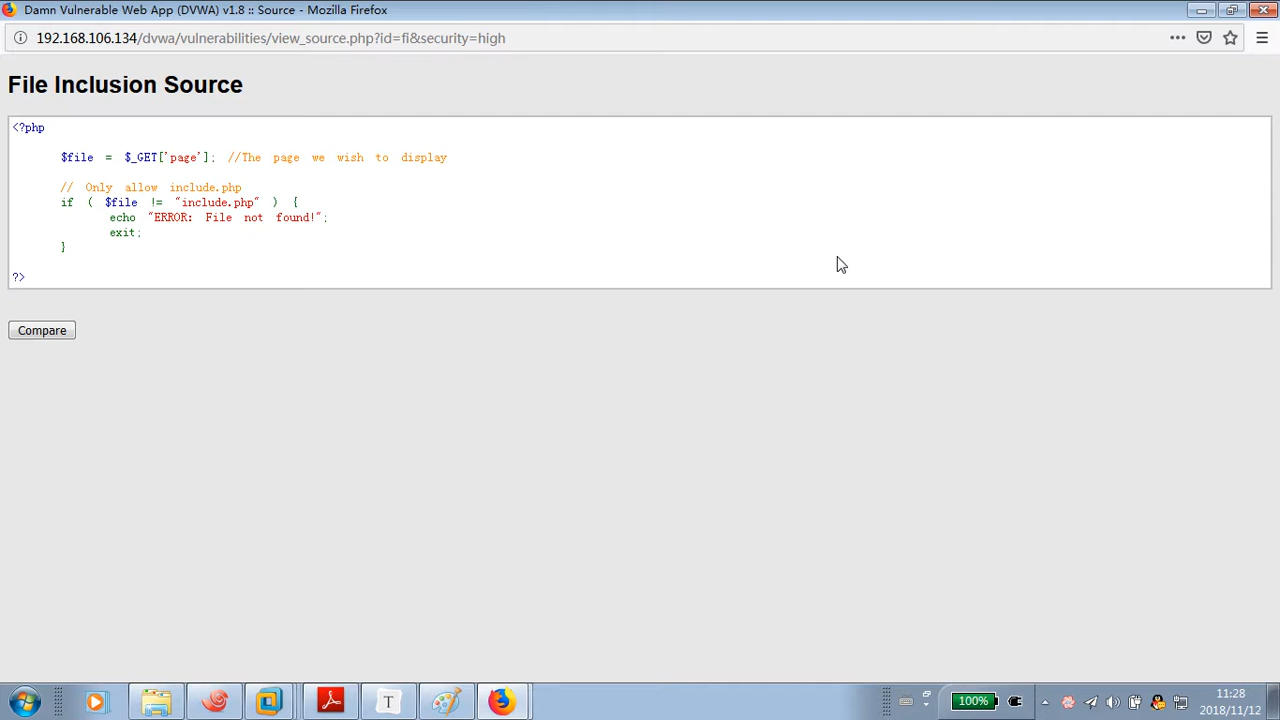 Damn Vulnerable Web App (DVWA) v1.8 :: Source - Mozilla Firefox
192.168.106.134/dvwa/vulnerabilities/view_source.php?id=fi&security=high
File Inclusion Source
<?php
$file = $_GET['page']; //The page we wish to display
// Only allow include.php
if ( $file != "include.php" ) {
echo "ERROR: File not found!";
exit;
}
?>
Compare
T
100%
11:28
2018/11/12